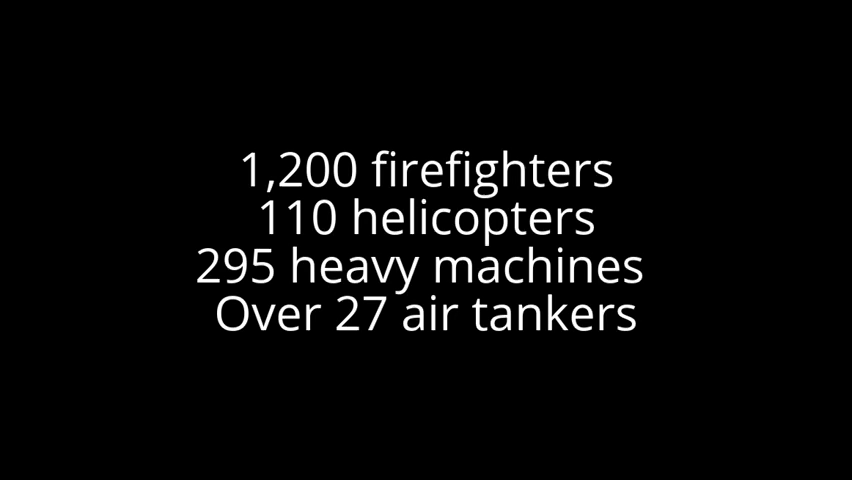 1,200 firefighters
110 helicopters
295 heavy machines
Over 27 air tankers